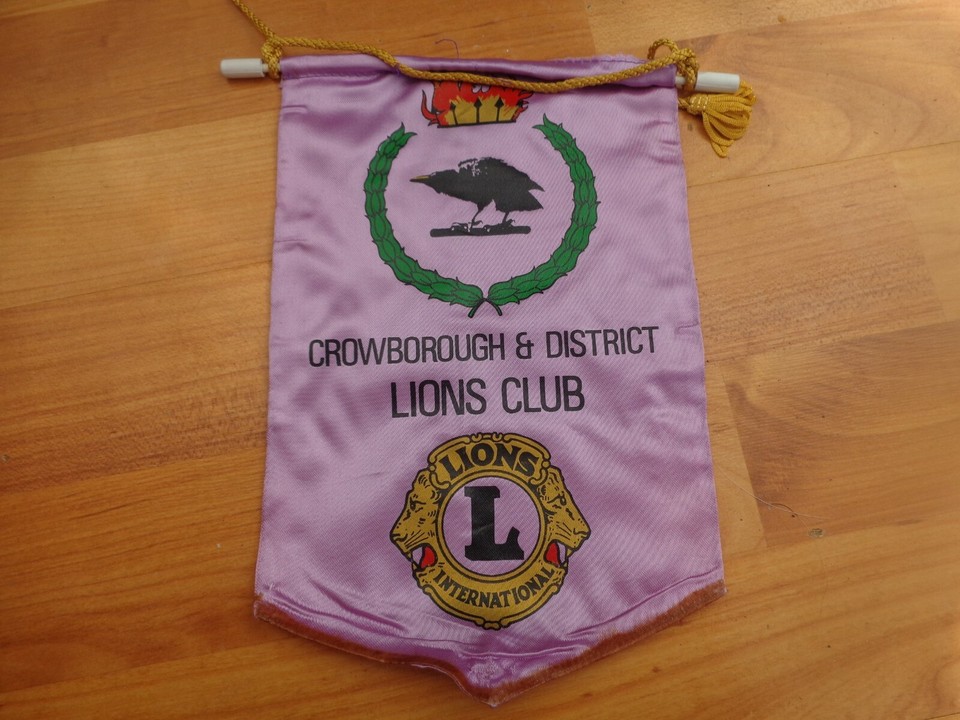 CROWBOROUGH & DISTRICT
LIONS CLUB
LIONS
L
INTERNATIONAL